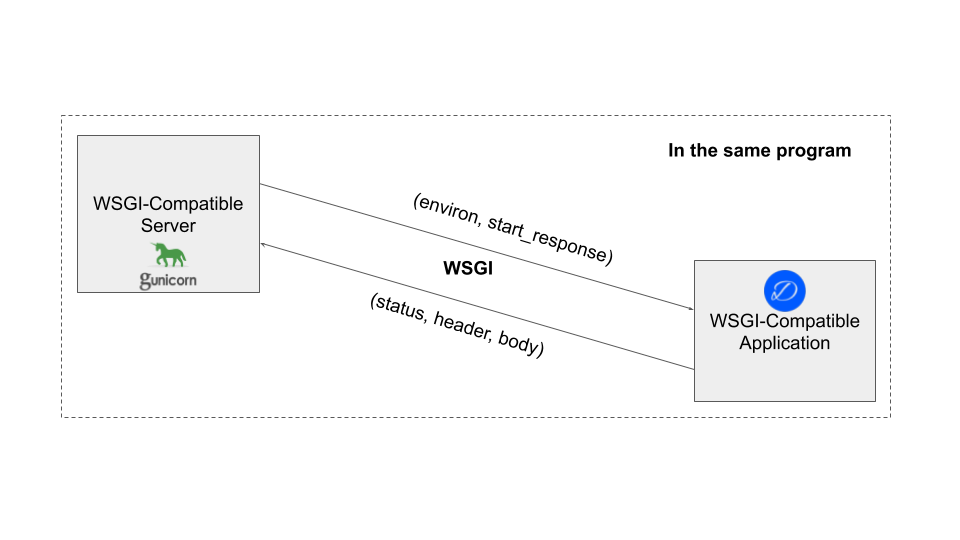 In the same program
WSGI-Compatible
Server
gunicorn
(environ, start_response)
WSGI
(status, header, body)
D
WSGI-Compatible
Application